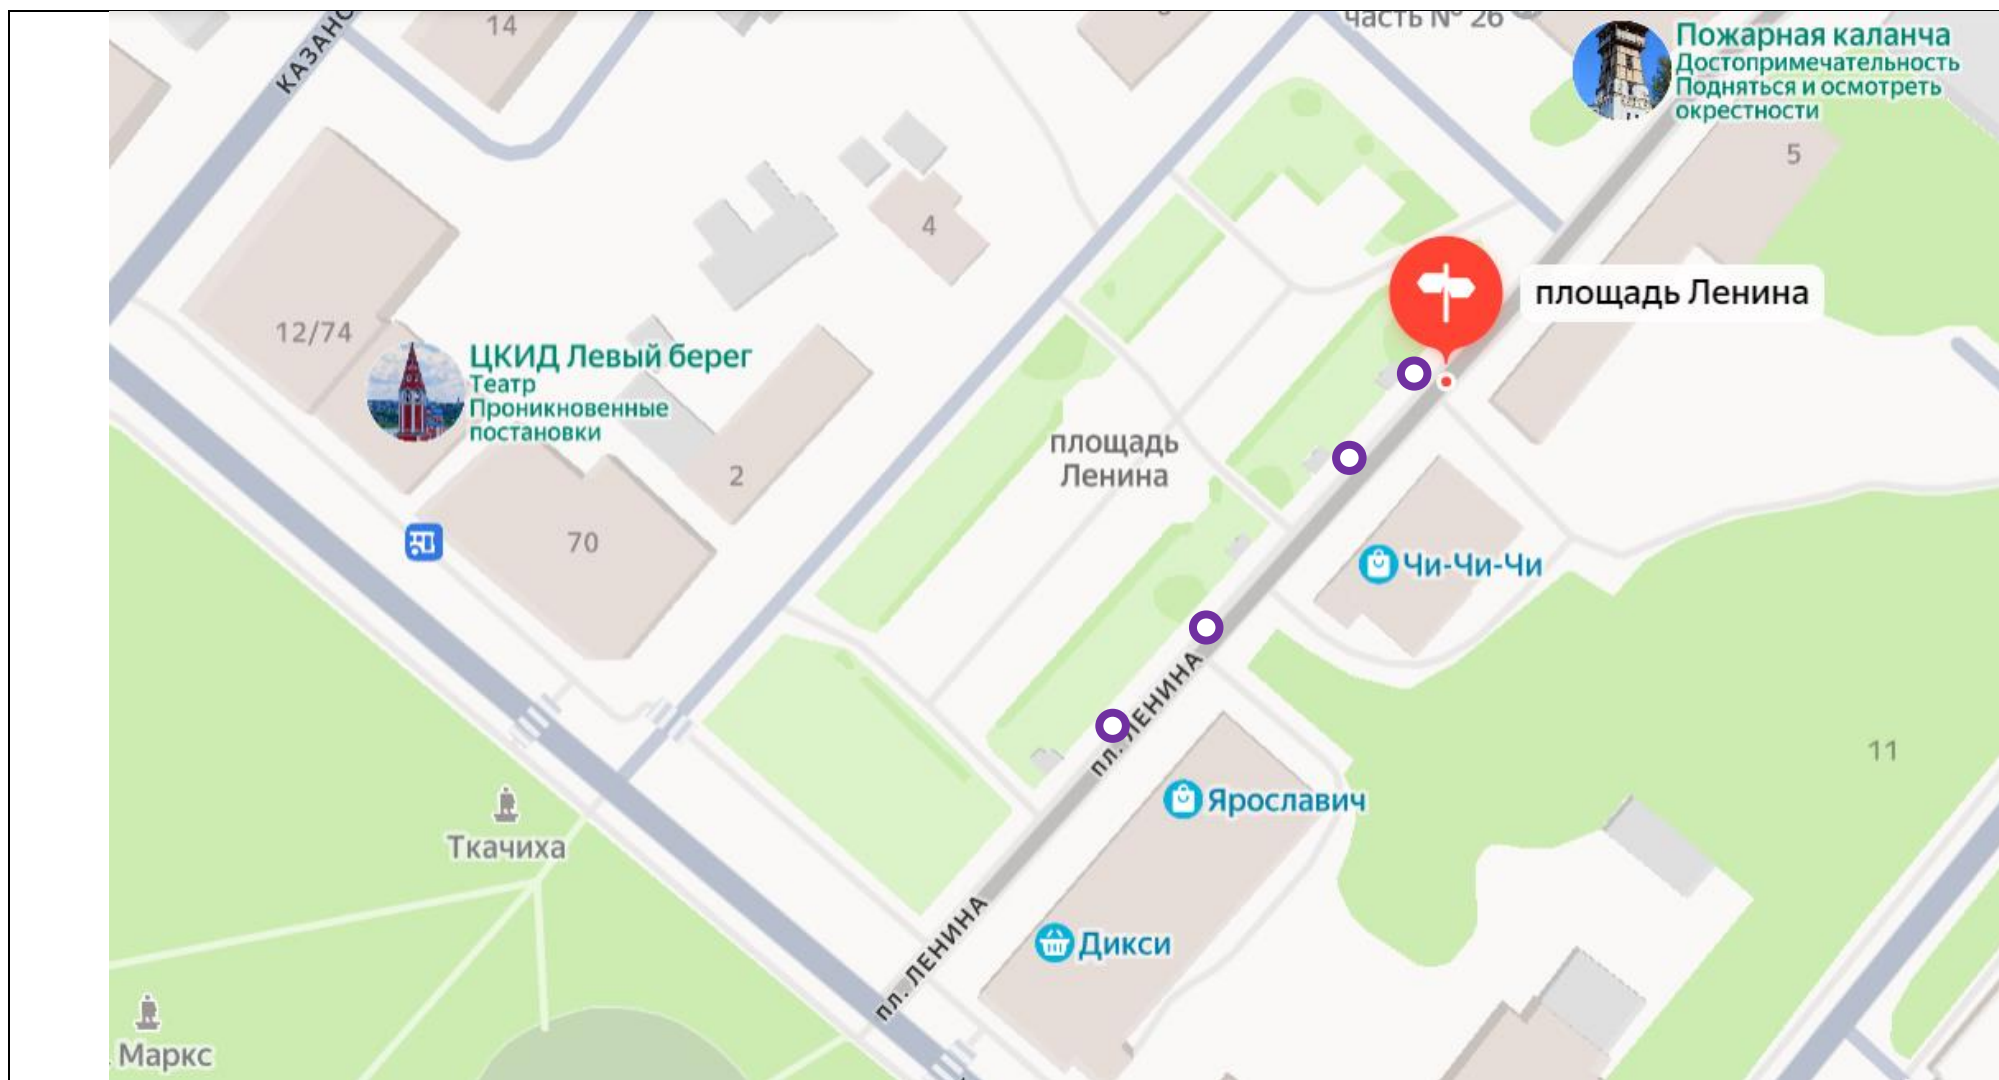 КАЗАНС
14
часть № 26
Пожарная каланча
Достопримечательность
Подняться и осмотреть
окрестности
5
4
площадь Ленина
12/74
ЦКИД Левый берег
Театр
Проникновенные
постановки
2
площадь
Ленина
70
Чи-Чи-Чи
пл. ЛЕНИНА
11
Ярославич
Ткачиха
Дикси
пл. ЛЕНИНА
Маркс